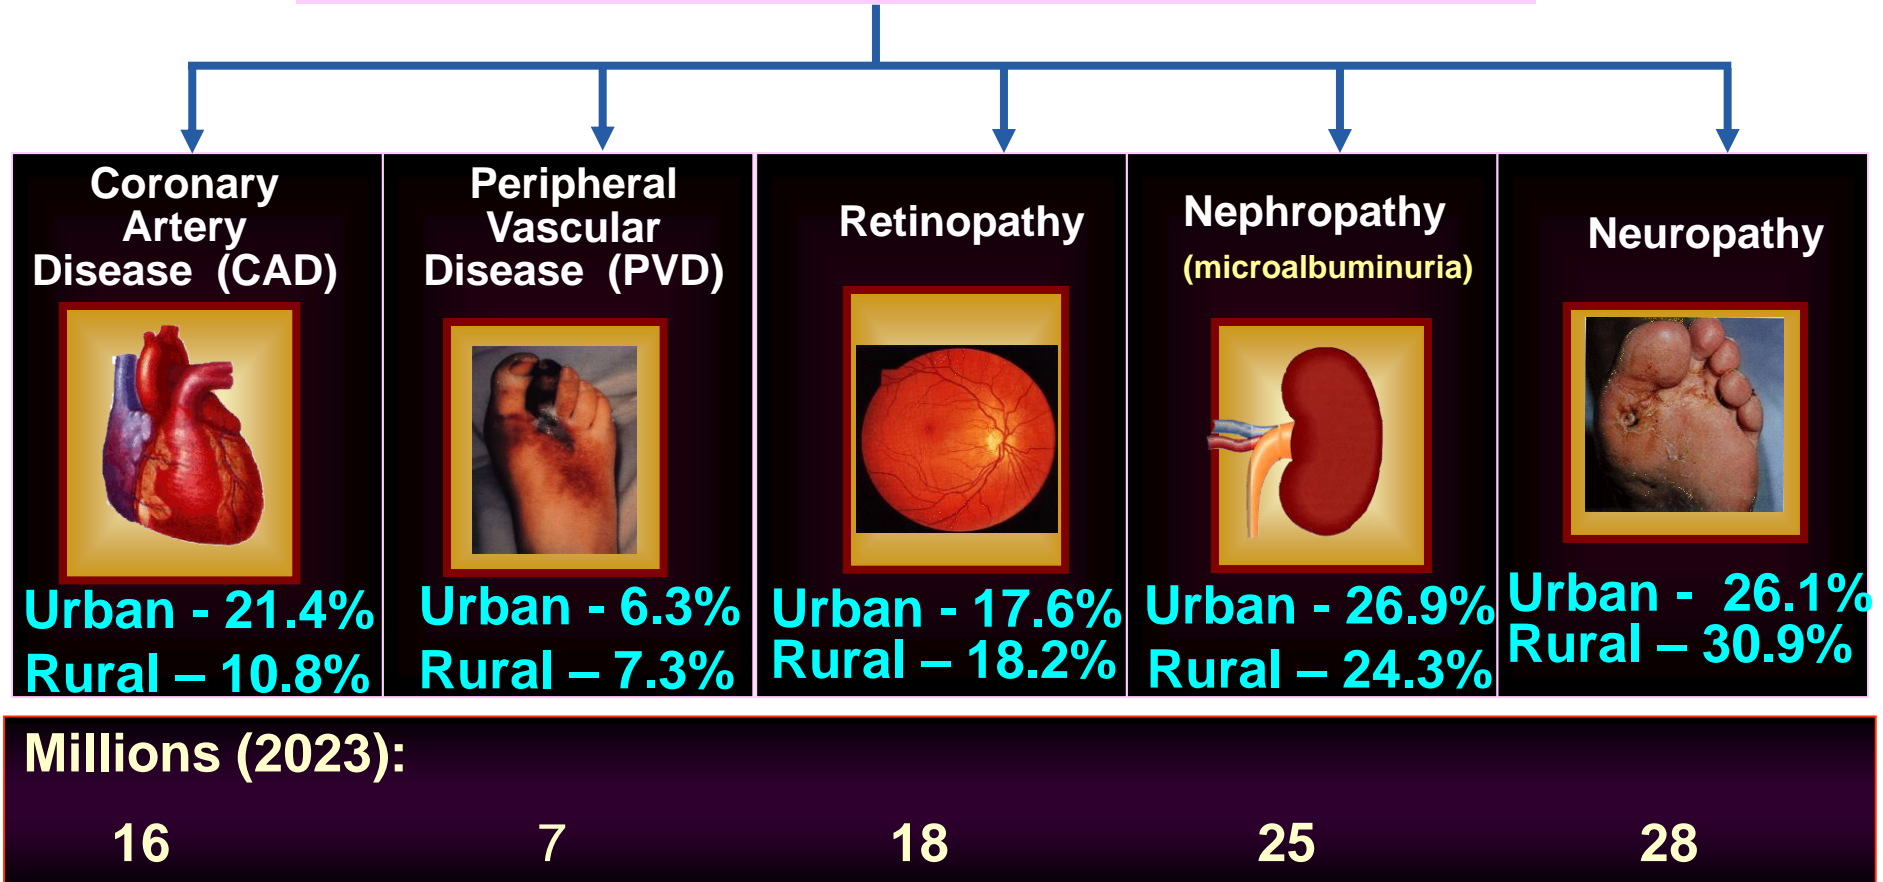 Coronary
Artery
Disease (CAD)
Urban - 21.4%
Rural – 10.8%
Peripheral
Vascular
Disease (PVD)
Urban - 6.3%
Rural – 7.3%
Retinopathy
Urban - 17.6%
Rural – 18.2%
Nephropathy
(microalbuminuria)
Urban - 26.9%
Rural – 24.3%
Neuropathy
Urban - 26.1%
Rural – 30.9%
Millions (2023):
16 7 18 25 28